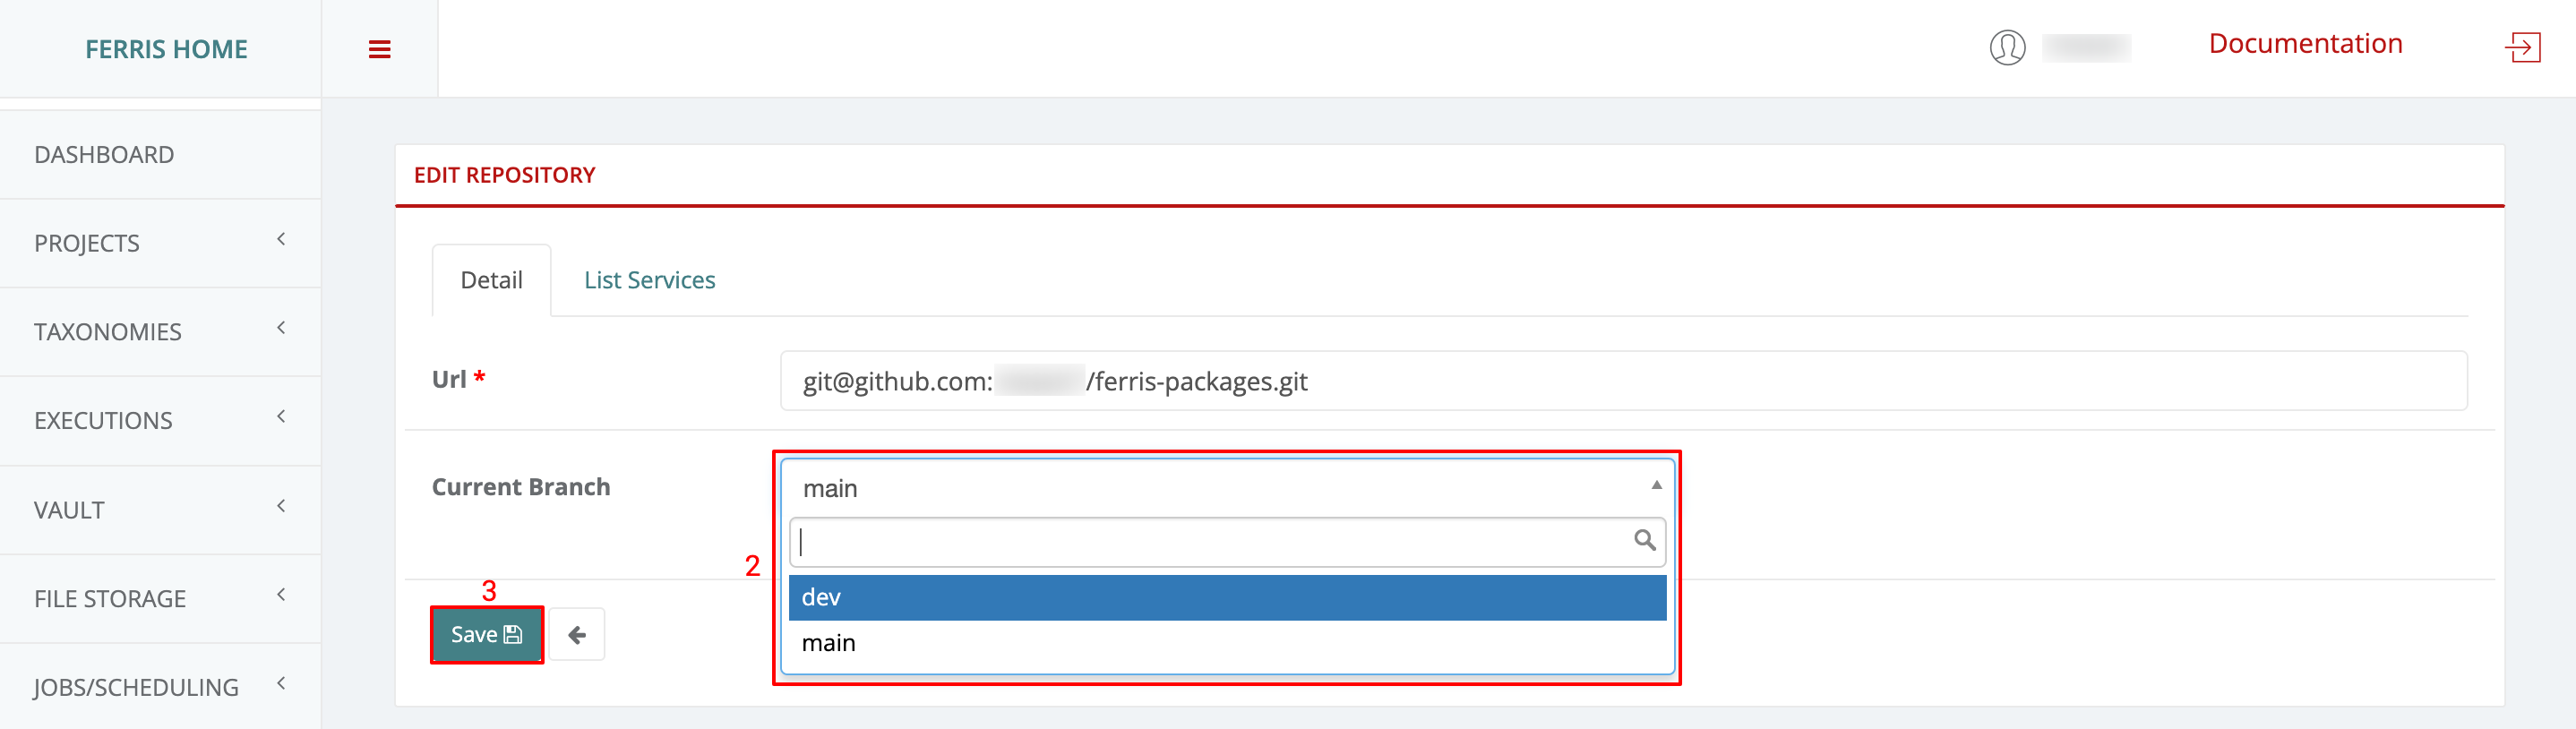 FERRIS HOME
Documentation
DASHBOARD
PROJECTS
TAXONOMIES
EXECUTIONS
VAULT
FILE STORAGE
JOBS/SCHEDULING
EDIT REPOSITORY
Detail
List Services
Url *
git@github.com: /ferris-packages.git
Current Branch
main
2
dev
main
3
Save